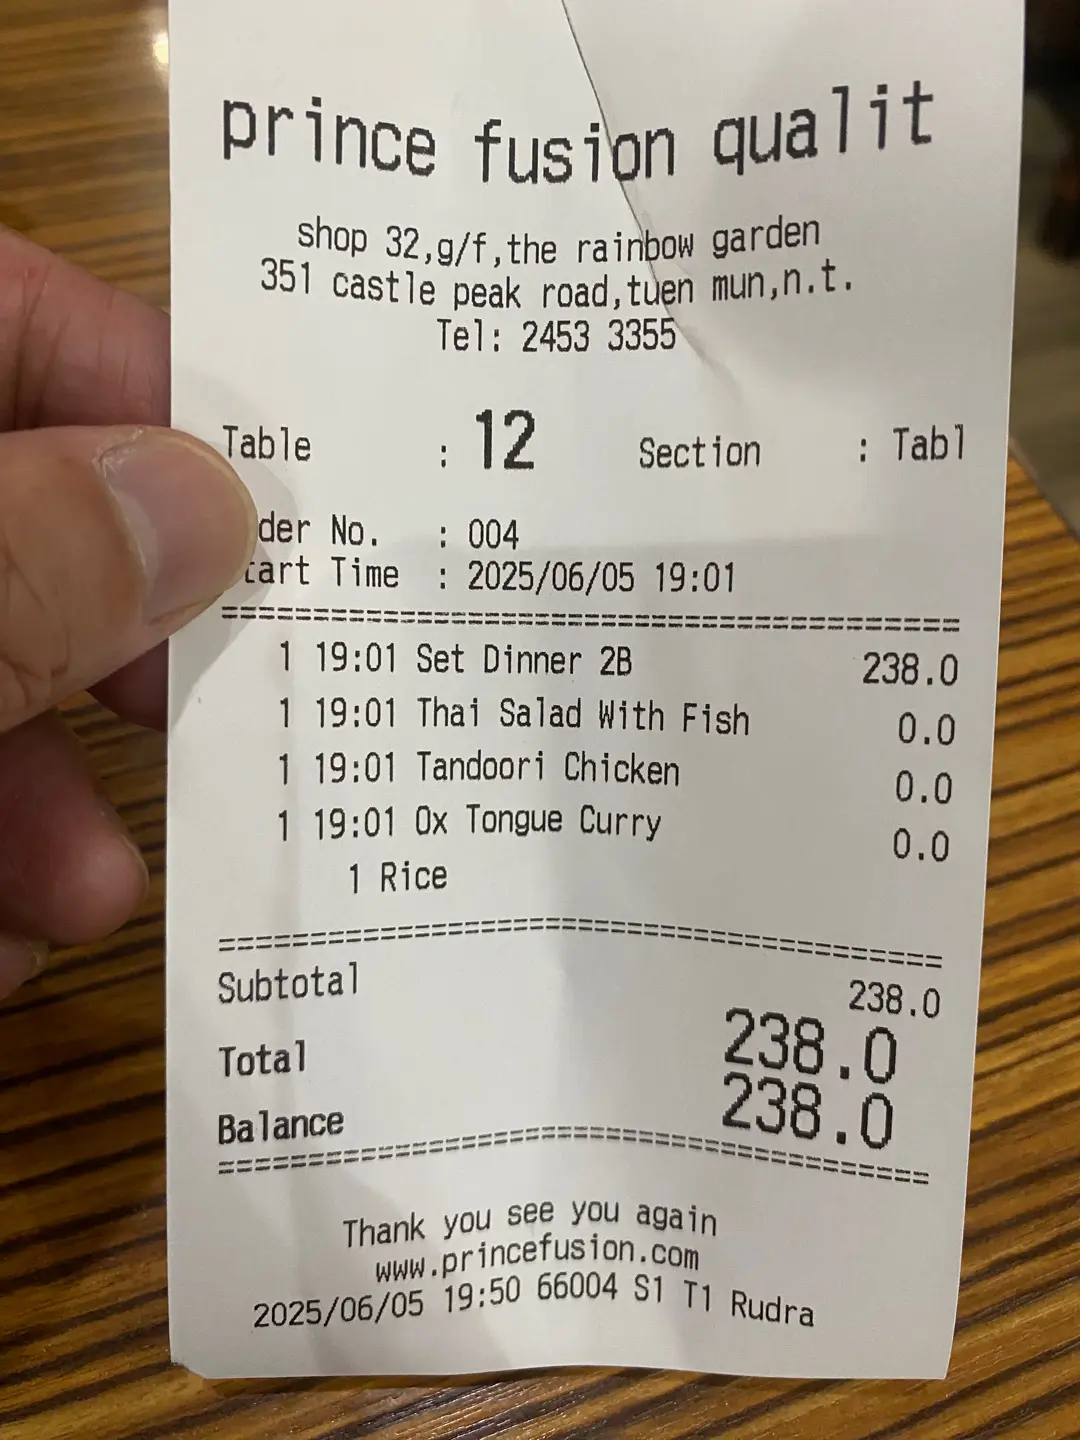 prince fusion qualit
shop 32,g/f,the rainbow garden
351 castle peak road,tuen mun,n.t.
Tel: 2453 3355
Table : 12 Section : Tabl
der No. : 004
tart Time : 2025/06/05 19:01
========================================
1 19:01 Set Dinner 2B 238.0
1 19:01 Thai Salad With Fish 0.0
1 19:01 Tandoori Chicken 0.0
1 19:01 Ox Tongue Curry 0.0
1 Rice
========================================
Subtotal 238.0
Total 238.0
Balance 238.0
========================================
Thank you see you again
www.princefusion.com
2025/06/05 19:50 66004 S1 T1 Rudra